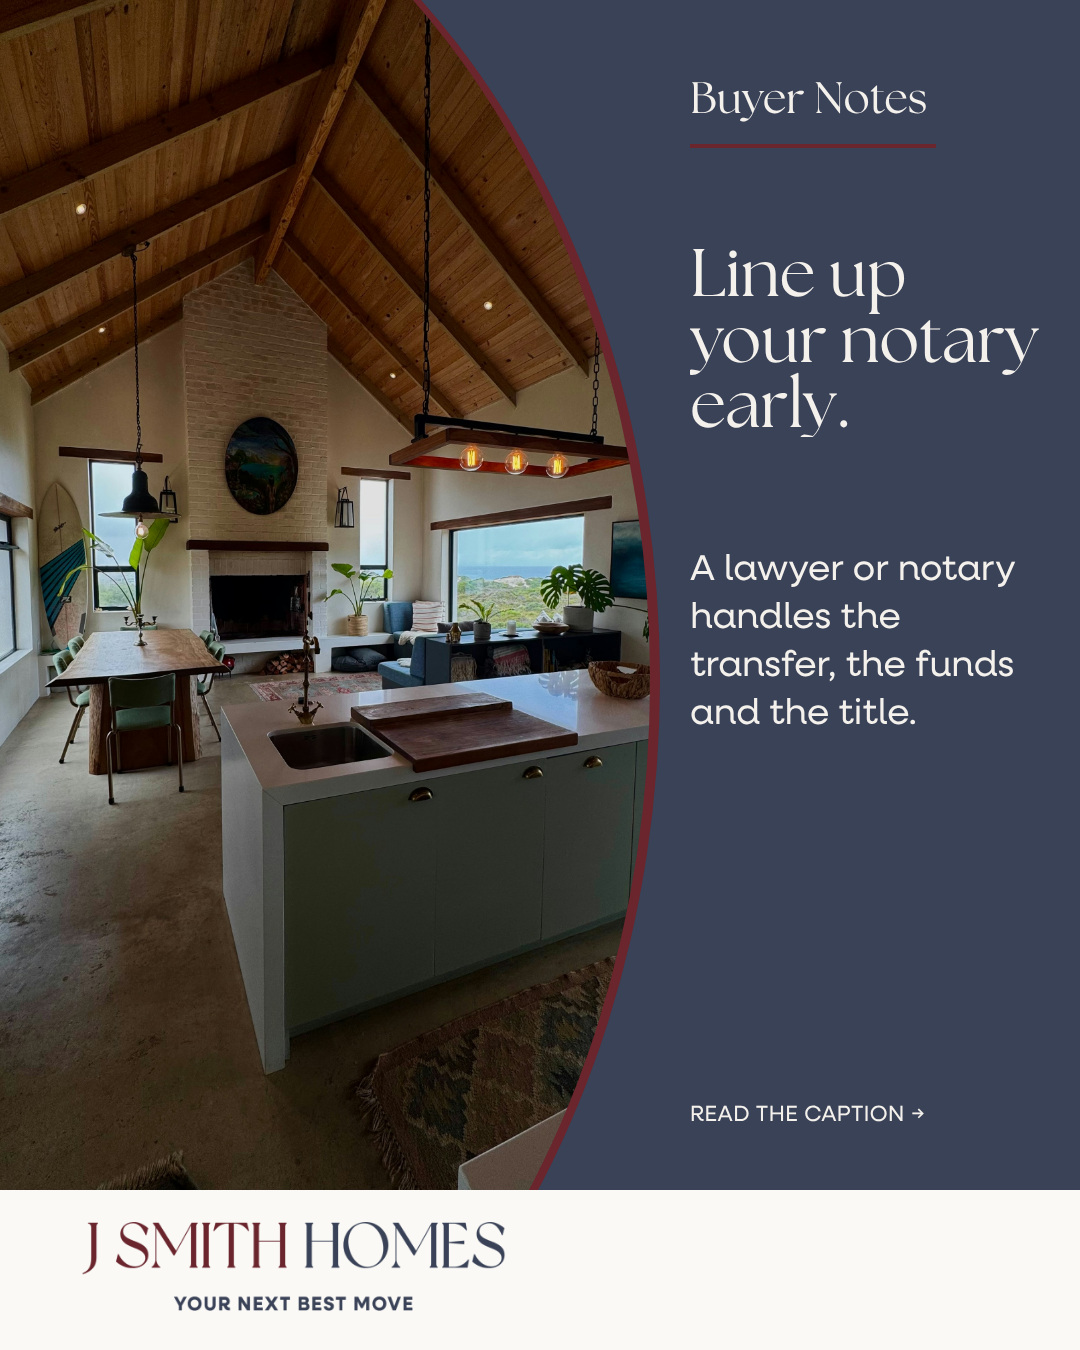 Buyer Notes
Line up
your notary
early.
A lawyer or notary
handles the
transfer, the funds
and the title.
READ THE CAPTION →
J SMITH HOMES
YOUR NEXT BEST MOVE